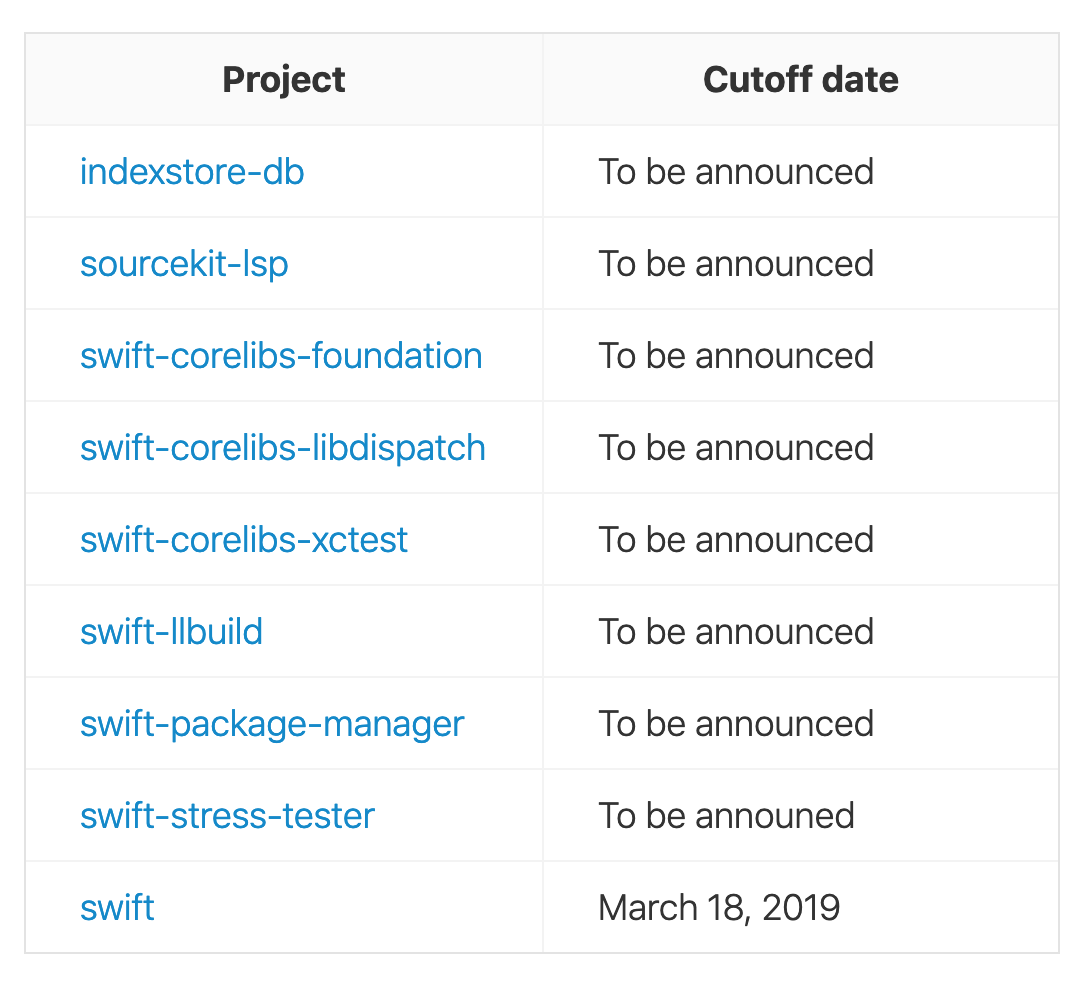 Project Cutoff date
indexstore-db To be announced
sourcekit-lsp To be announced
swift-corelibs-foundation To be announced
swift-corelibs-libdispatch To be announced
swift-corelibs-xctest To be announced
swift-llbuild To be announced
swift-package-manager To be announced
swift-stress-tester To be announed
swift March 18, 2019